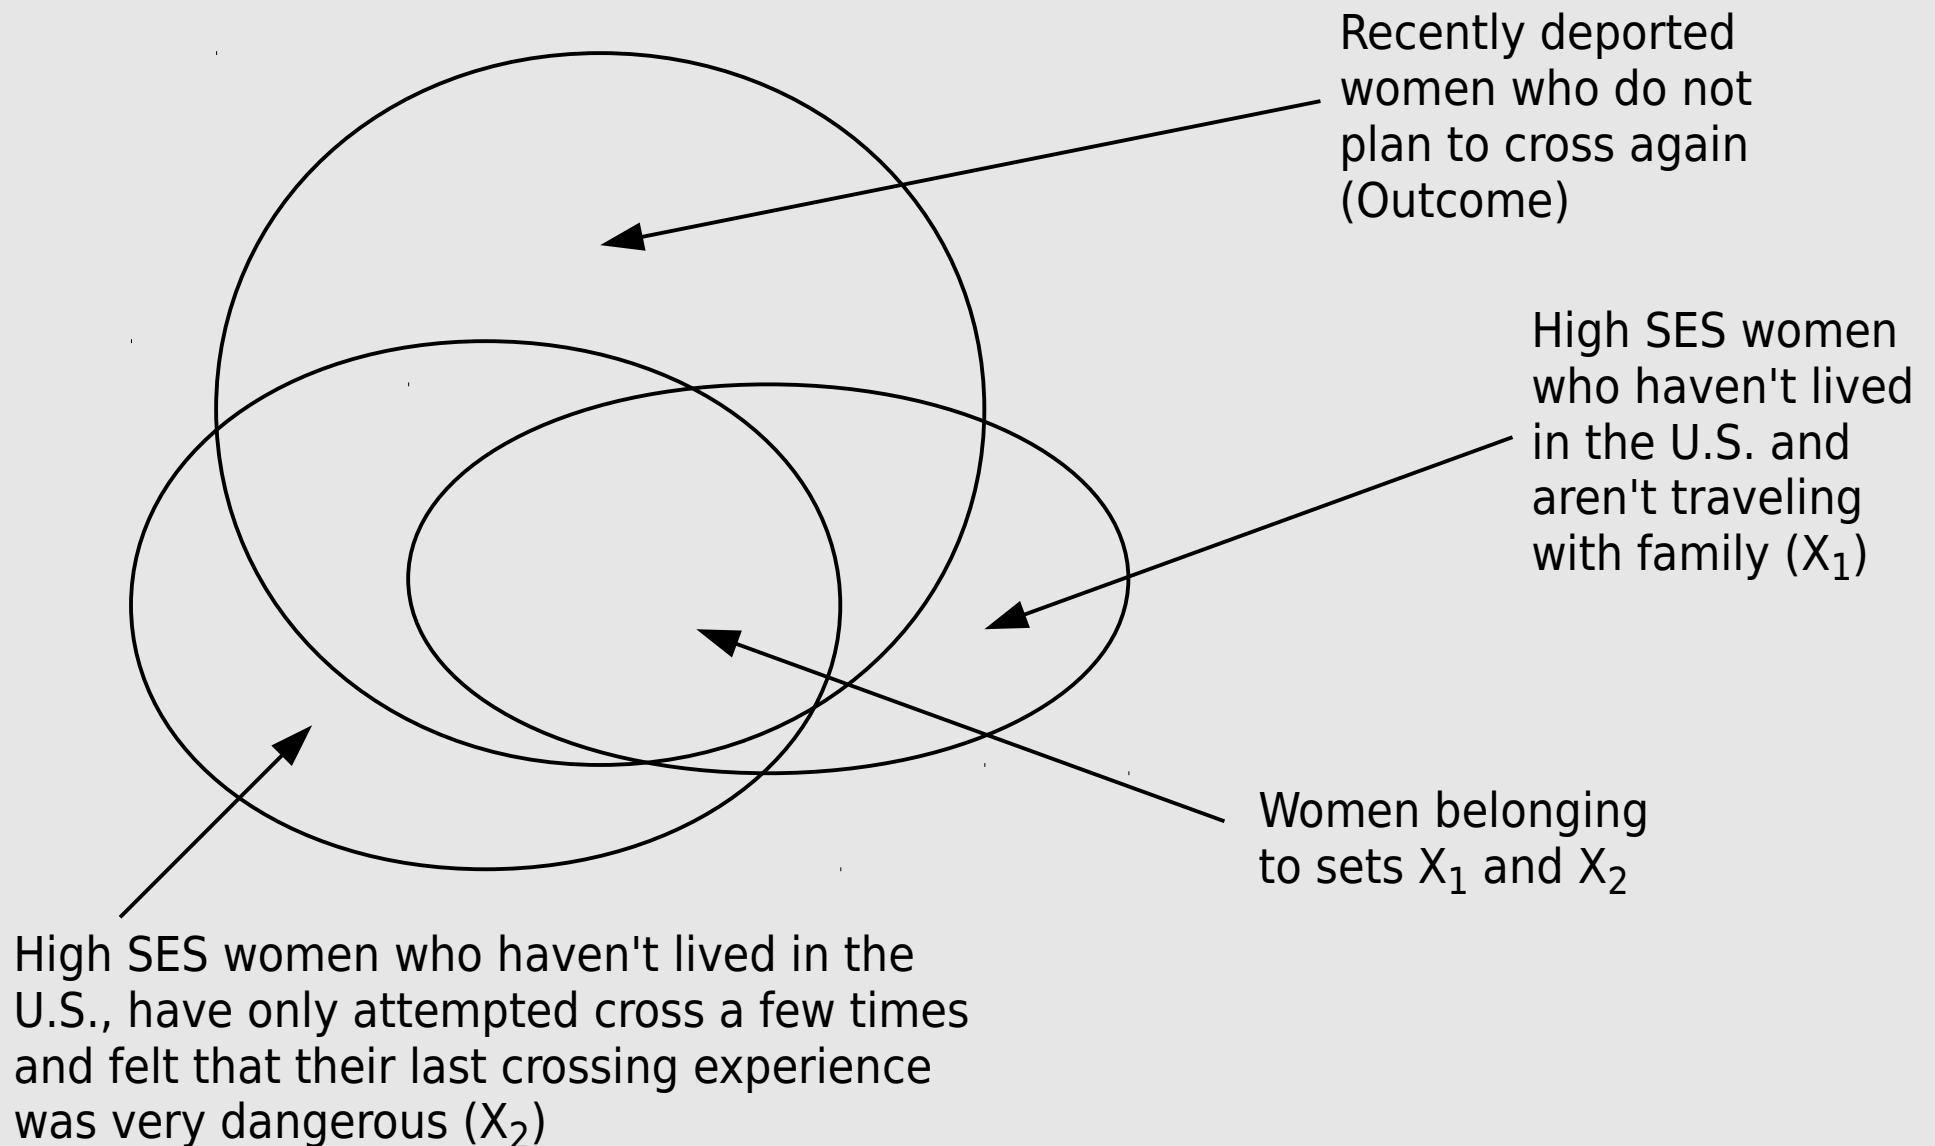 Recently deported
women who do not
plan to cross again
(Outcome)
High SES women
who haven't lived
in the U.S. and
aren't traveling
with family (X₁)
Women belonging
to sets X₁ and X₂
High SES women who haven't lived in the
U.S., have only attempted cross a few times
and felt that their last crossing experience
was very dangerous (X₂)